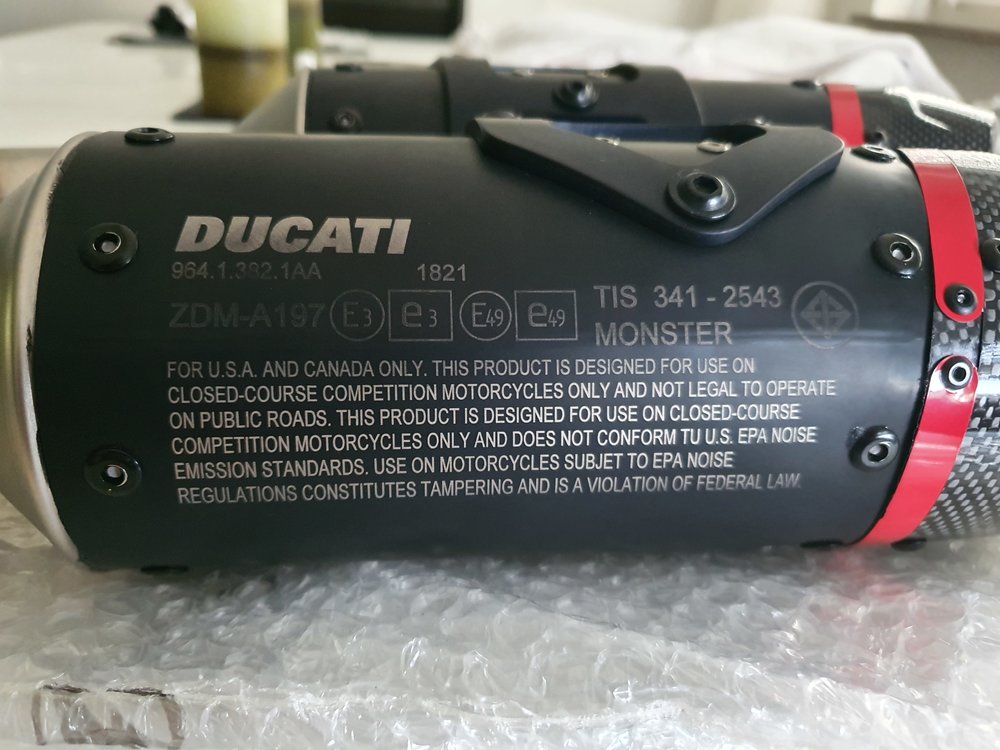 DUCATI
964.1.382.1AA 1821
ZDM-A197 E3 e3 E49 e49 TIS 341 - 2543
MONSTER
FOR U.S.A. AND CANADA ONLY. THIS PRODUCT IS DESIGNED FOR USE ON
CLOSED-COURSE COMPETITION MOTORCYCLES ONLY AND NOT LEGAL TO OPERATE
ON PUBLIC ROADS. THIS PRODUCT IS DESIGNED FOR USE ON CLOSED-COURSE
COMPETITION MOTORCYCLES ONLY AND DOES NOT CONFORM TU U.S. EPA NOISE
EMISSION STANDARDS. USE ON MOTORCYCLES SUBJET TO EPA NOISE
REGULATIONS CONSTITUTES TAMPERING AND IS A VIOLATION OF FEDERAL LAW.